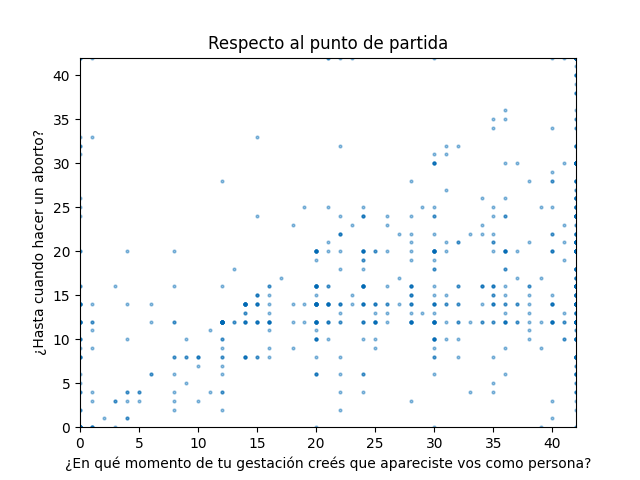 Respecto al punto de partida
40
35
30
25
20
15
10
5
0
¿Hasta cuando hacer un aborto?
0 5 10 15 20 25 30 35 40
¿En qué momento de tu gestación creés que apareciste vos como persona?